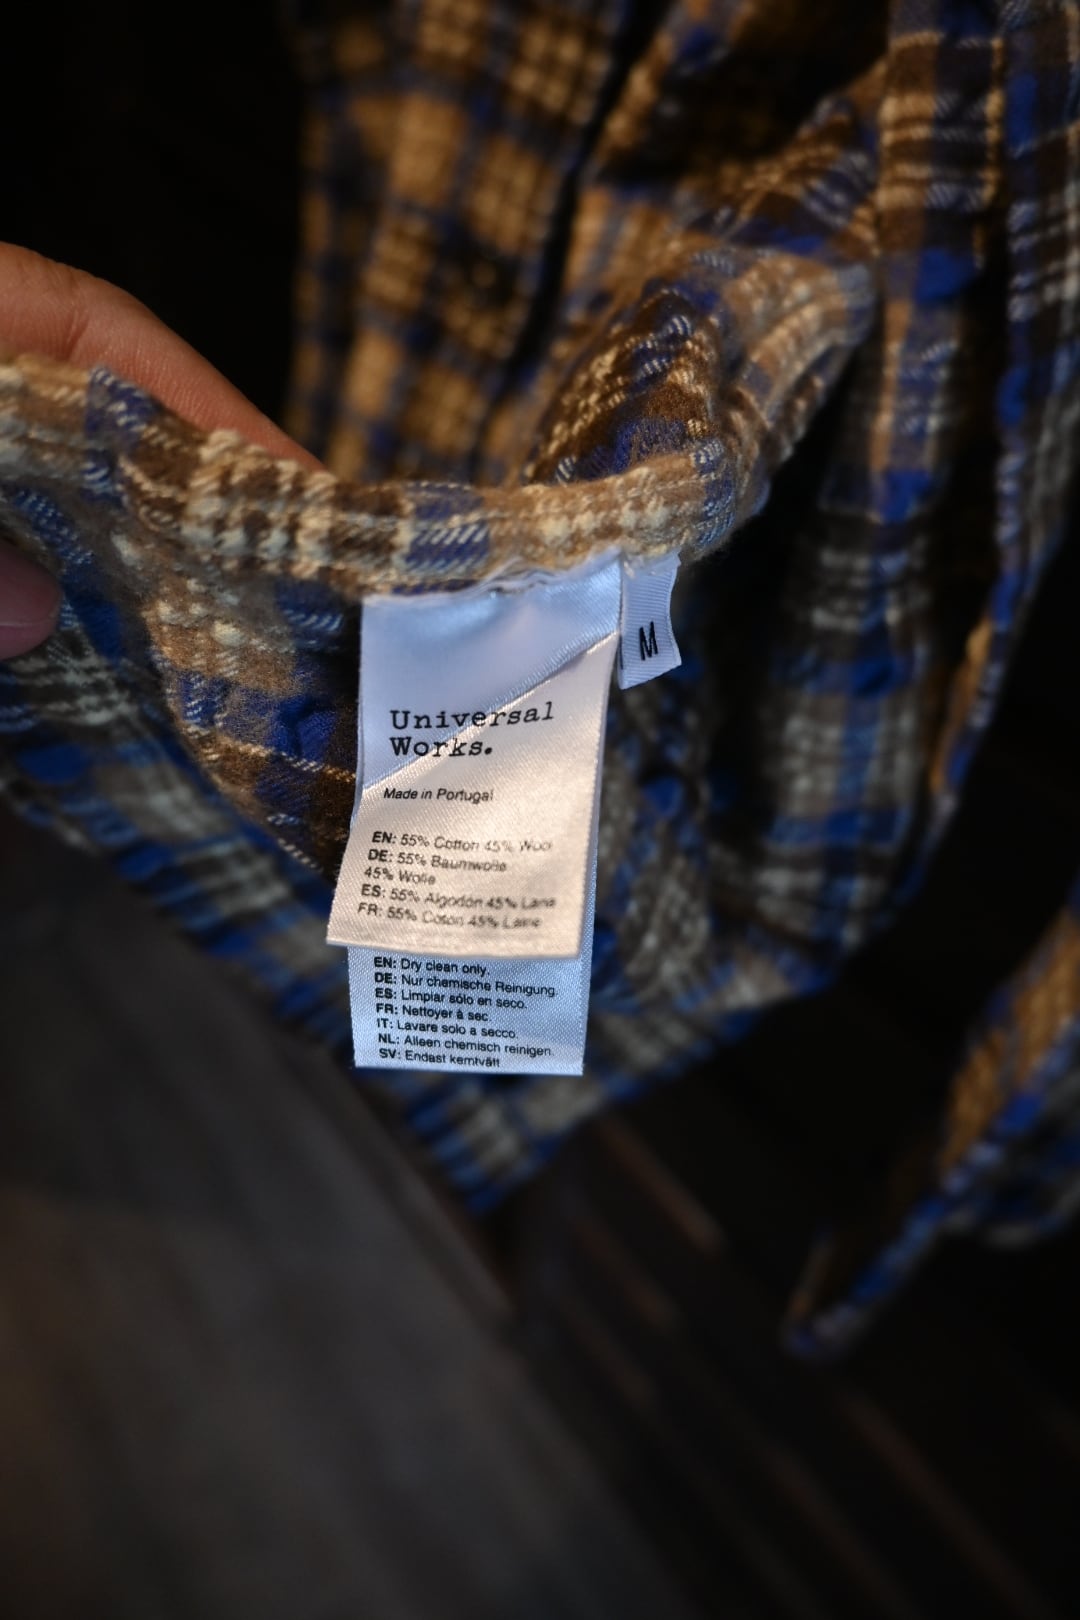 M
Universal
Works.
Made in Portugal
EN: 55% Cotton 45% Wool
DE: 55% Baumwolle
45% Wolle
ES: 55% Algodón 45% Lana
FR: 55% Coton 45% Laine
EN: Dry clean only.
DE: Nur chemische Reinigung.
ES: Limpiar sólo en seco.
FR: Nettoyer à sec.
IT: Lavare solo a secco.
NL: Alleen chemisch reinigen.
SV: Endast kemtvätt